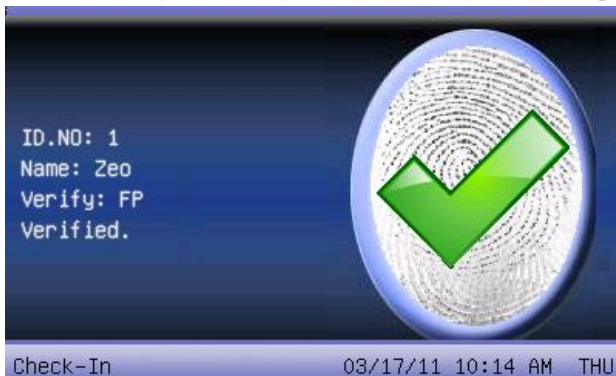 ID.NO: 1
Name: Zeo
Verify: FP
Verified.
Check-In 03/17/11 10:14 AM THU